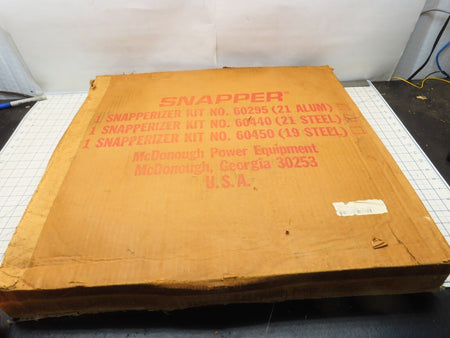 SNAPPER
1 SNAPPERIZER KIT NO. 60295 (21 ALUM)
1 SNAPPERIZER KIT NO. 60440 (21 STEEL)
1 SNAPPERIZER KIT NO. 60450 (19 STEEL)
McDonough Power Equipment
McDonough, Georgia 30253
U.S.A.